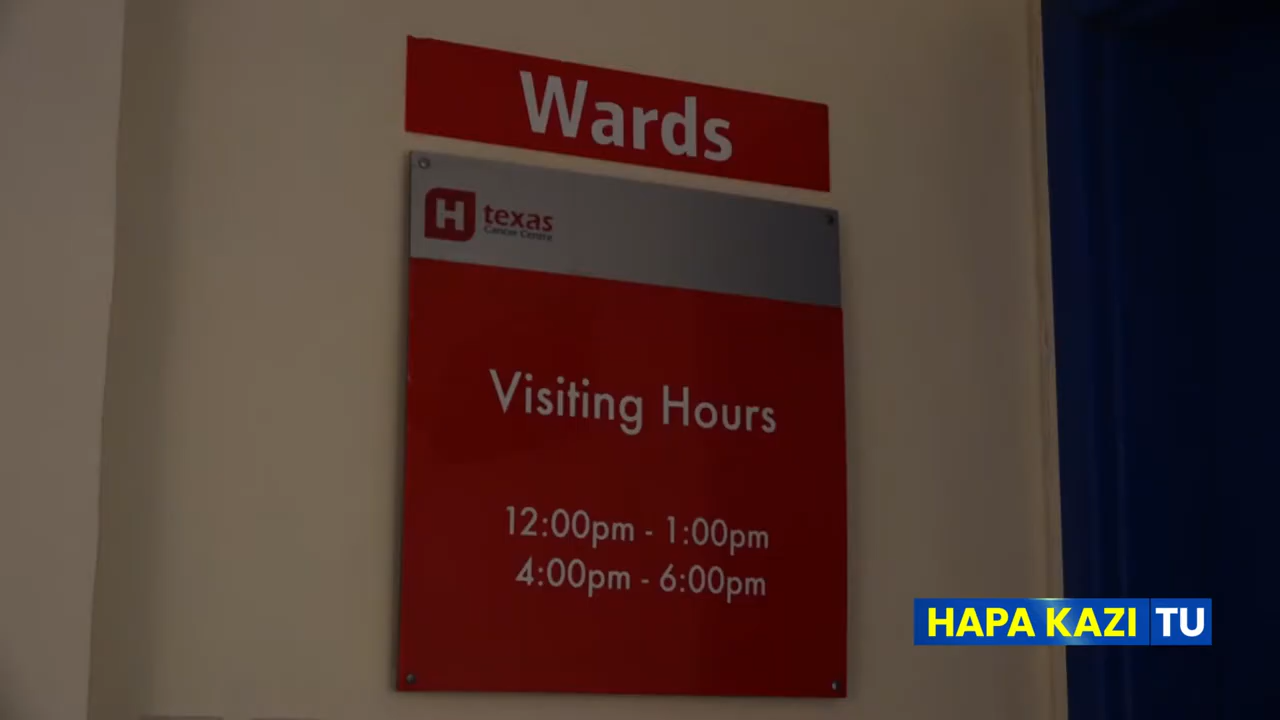 Wards
H texas
Cancer Centre
Visiting Hours
12:00pm - 1:00pm
4:00pm - 6:00pm
HAPA KAZI TU